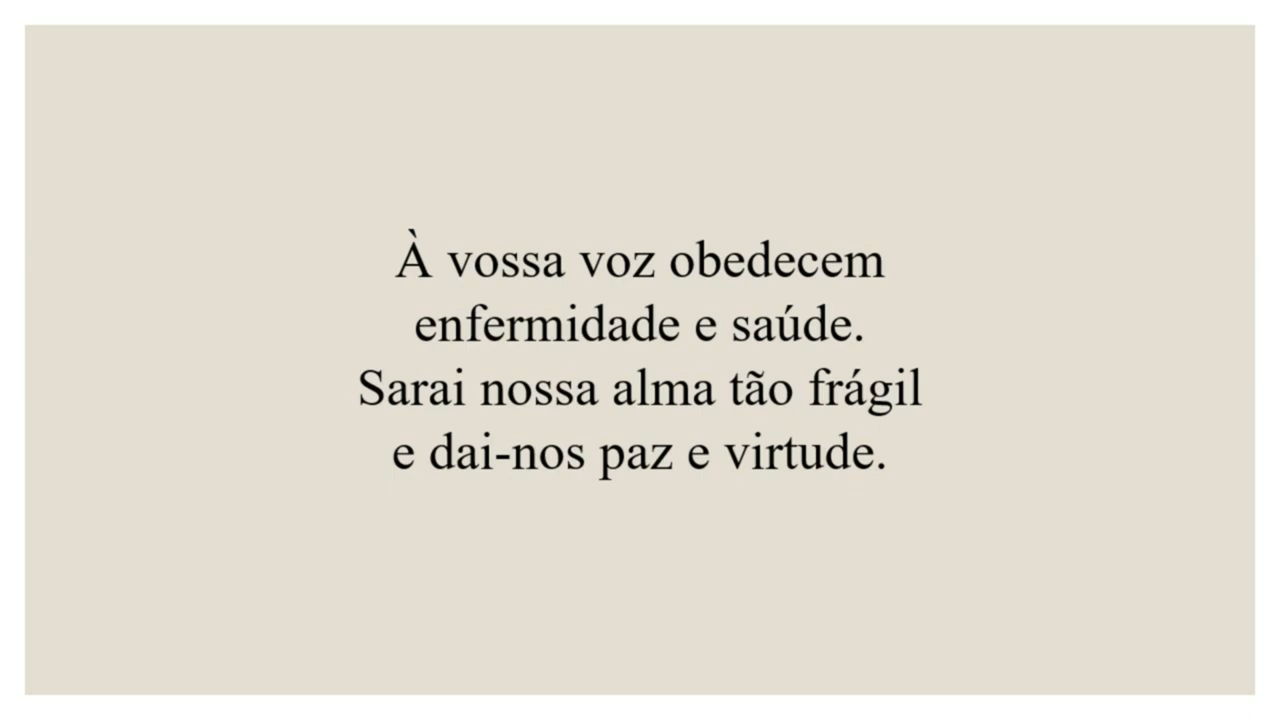 À vossa voz obedecem
enfermidade e saúde.
Sarai nossa alma tão frágil
e dai-nos paz e virtude.